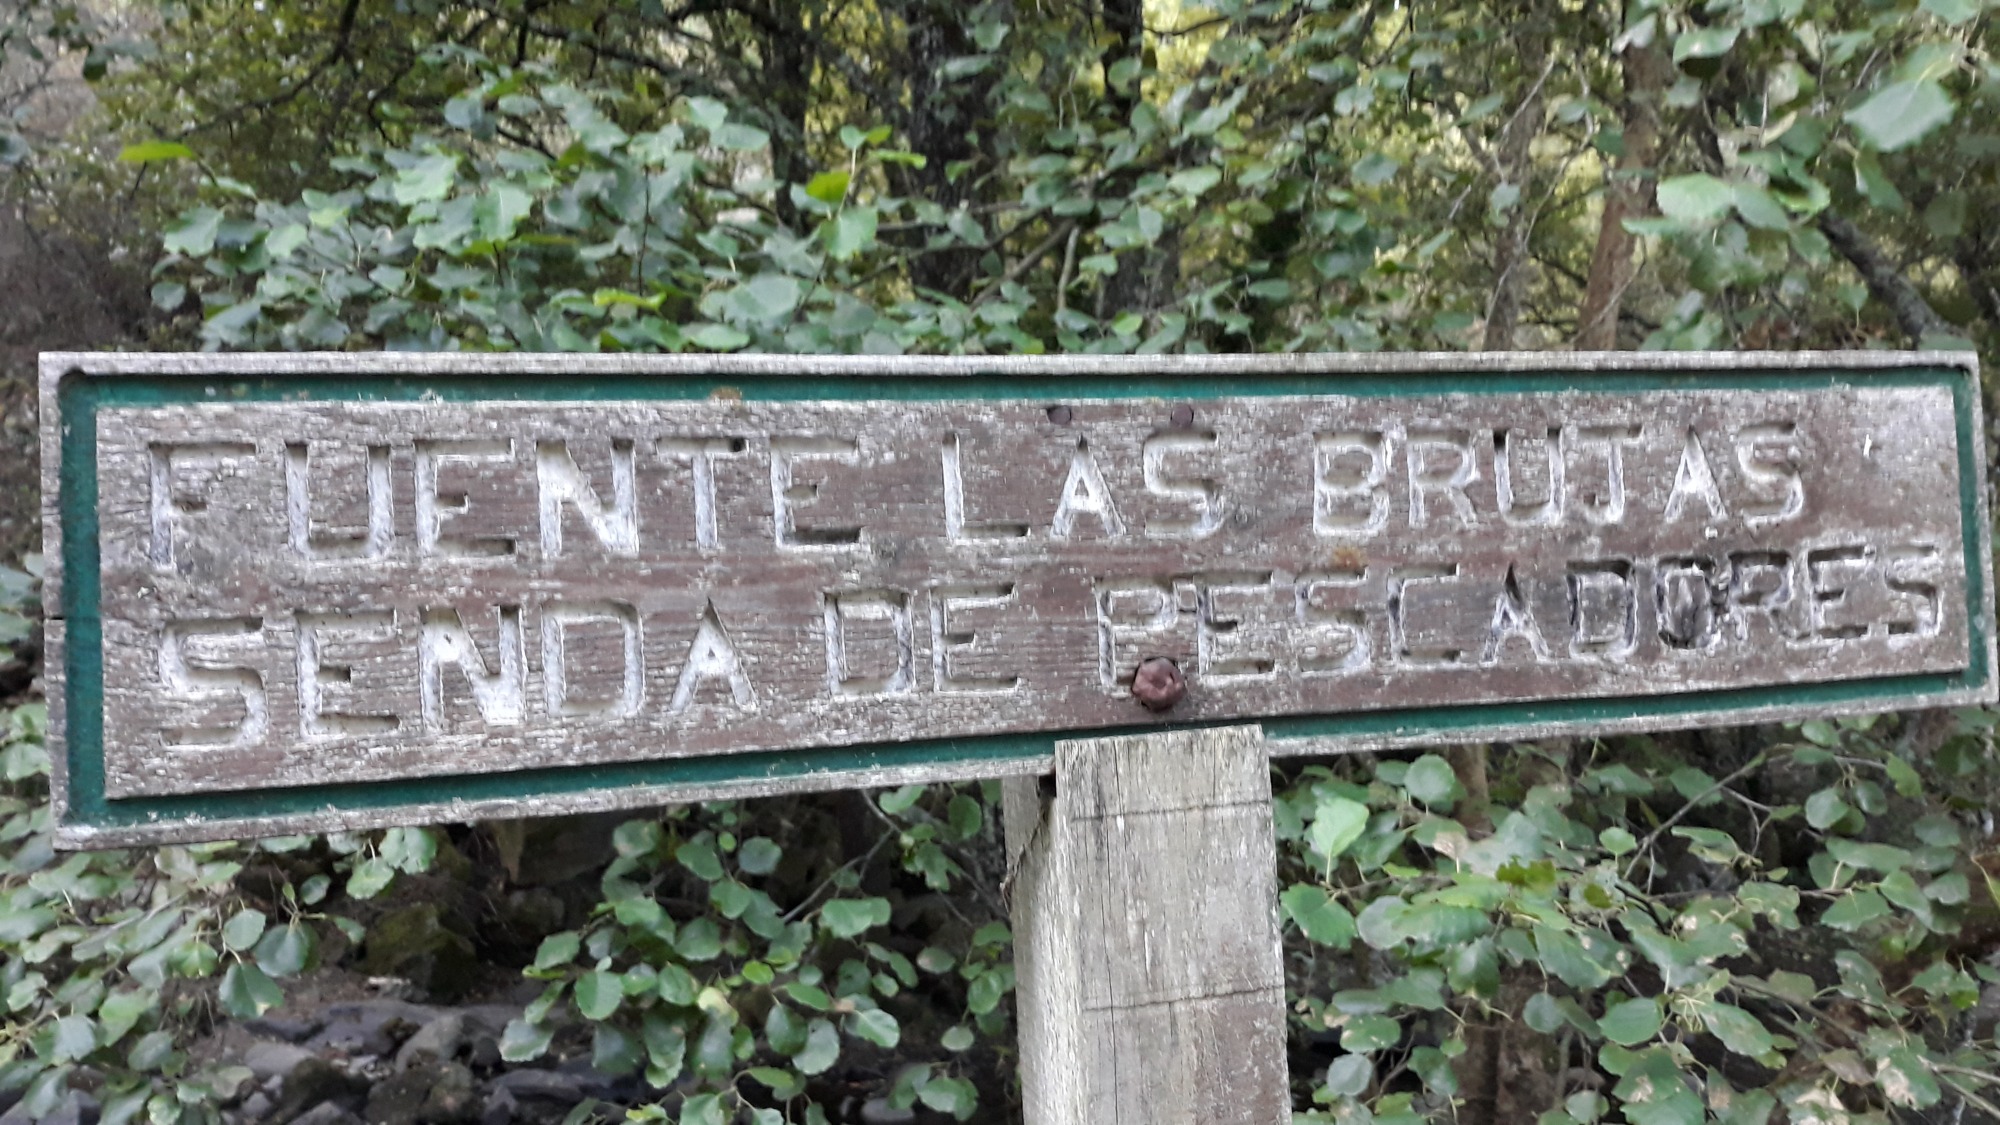 FUENTE LAS BRUJAS
SENDA DE PESCADORES